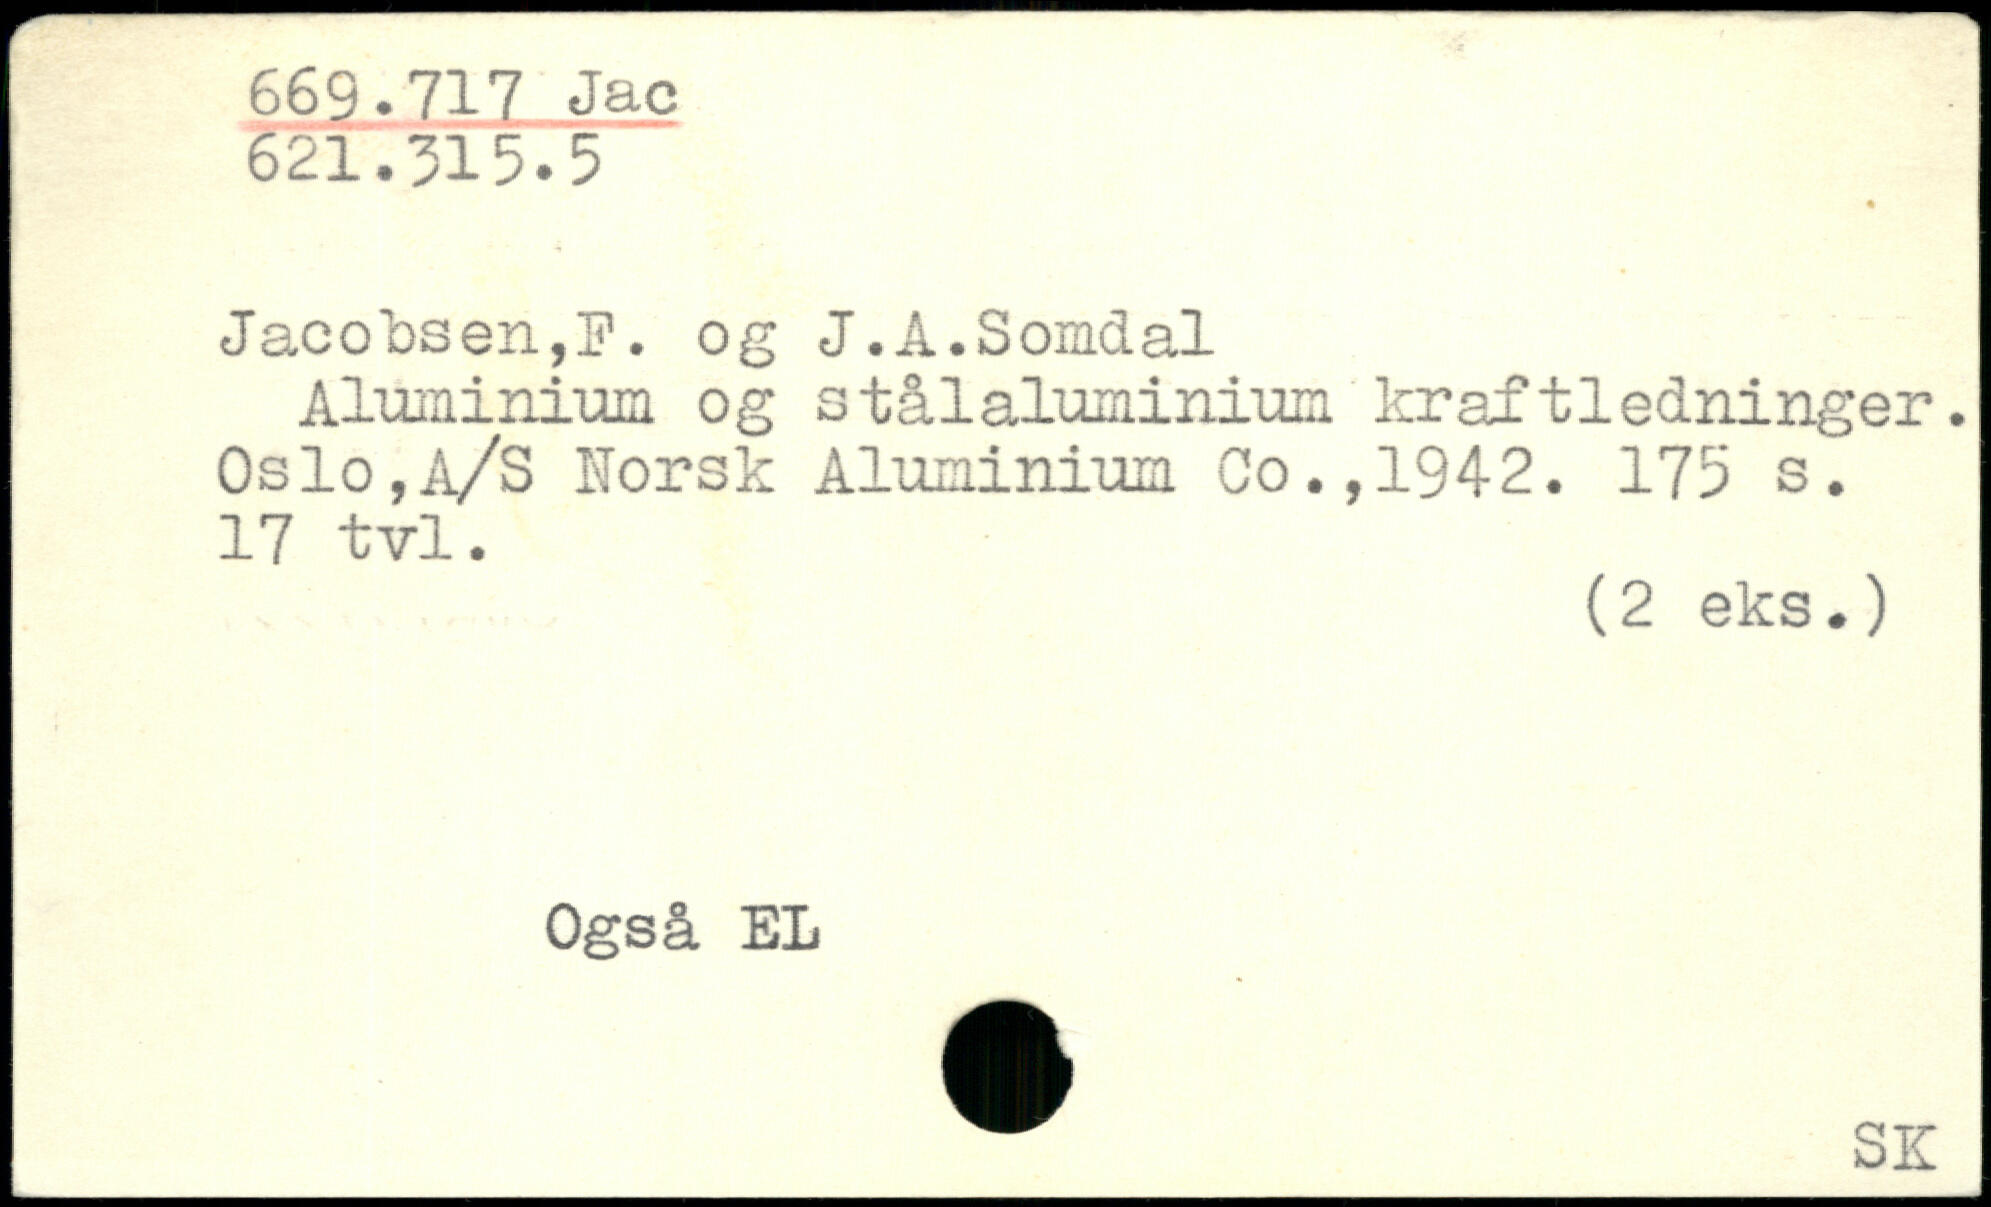 669.717 Jac
621.315.5
Jacobsen,F. og J.A.Somdal
Aluminium og stålaluminium kraftledninger.
Oslo,A/S Norsk Aluminium Co.,1942. 175 s.
17 tvl.
(2 eks.)
Også EL
SK